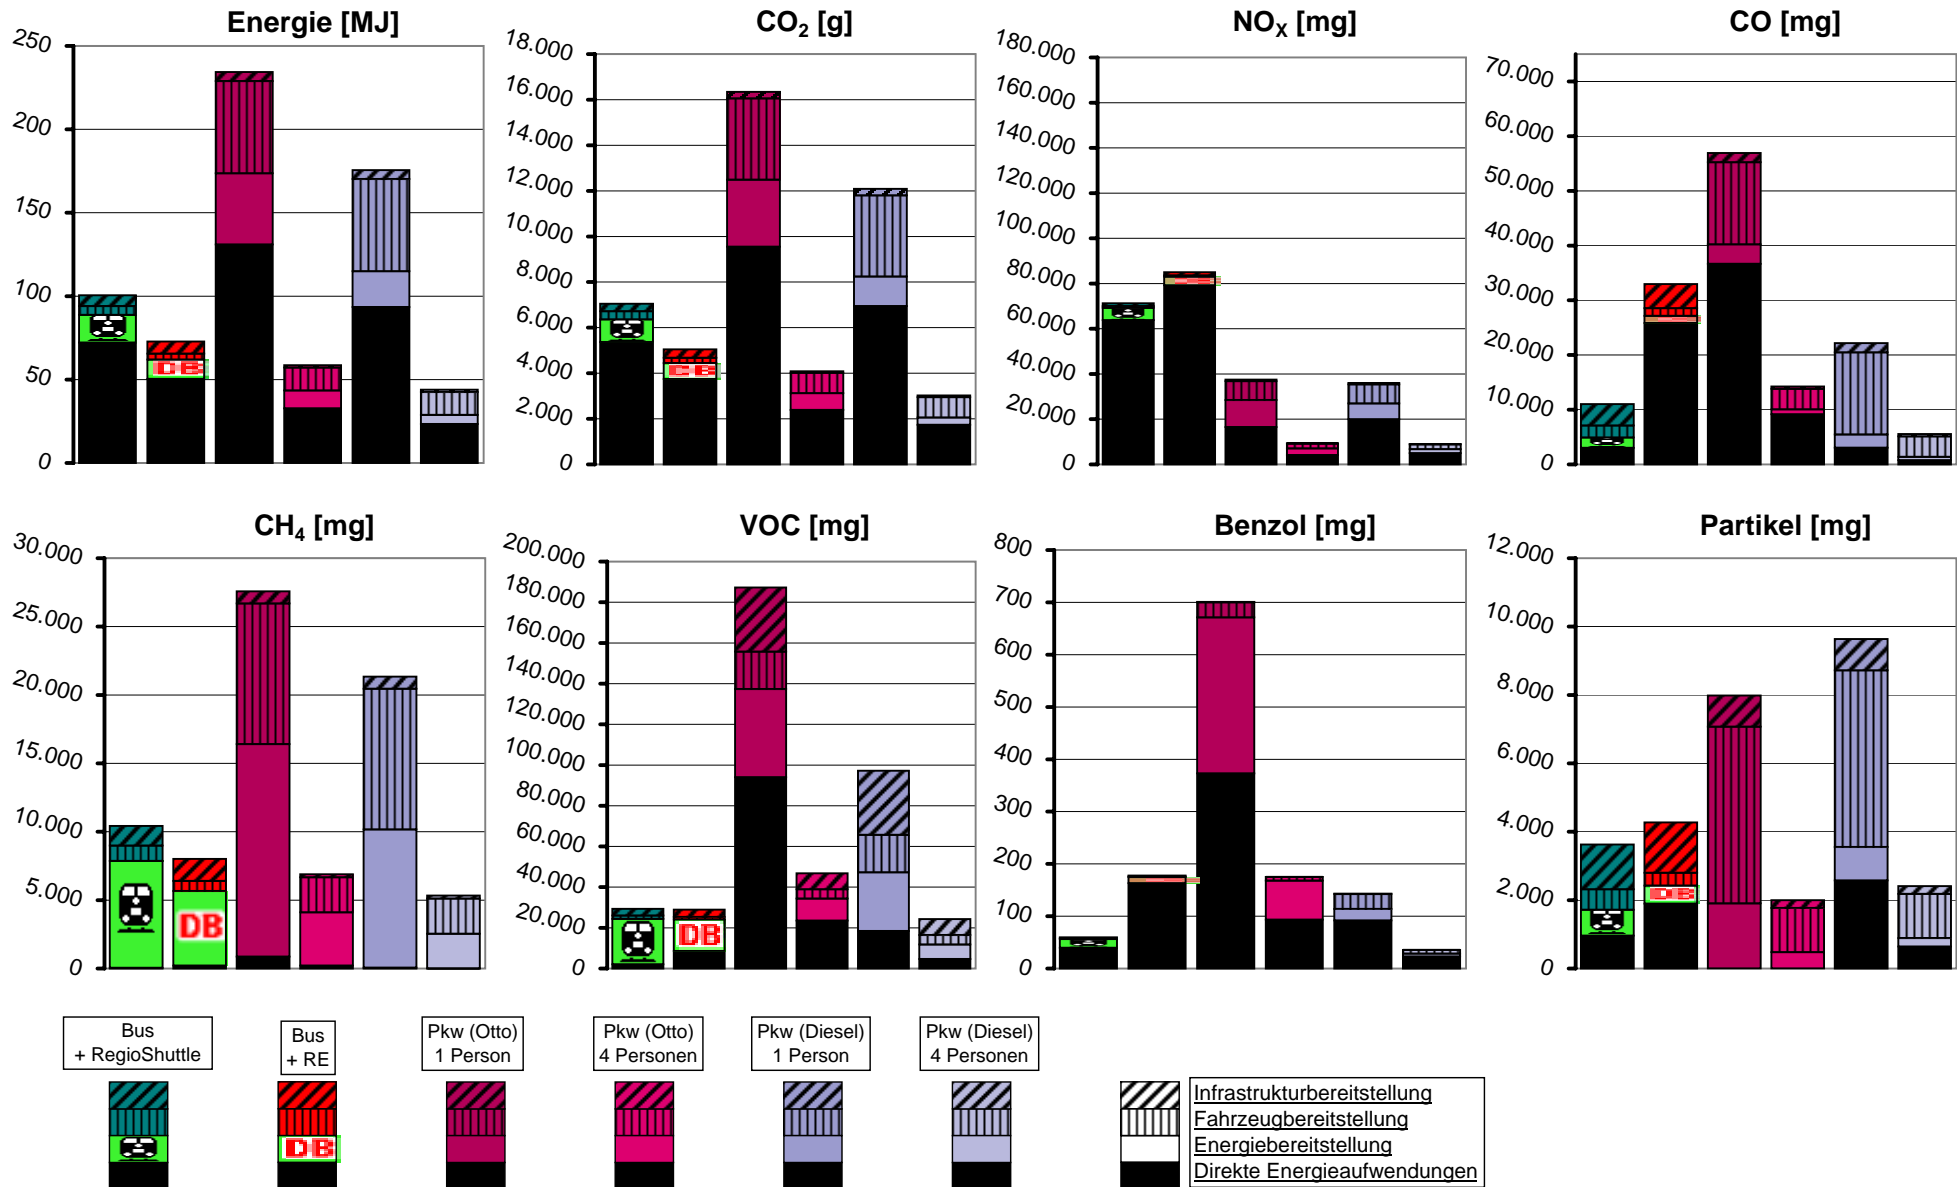 Energie [MJ]
250
200
150
100
50
0
CO2 [g]
18.000
16.000
14.000
12.000
10.000
8.000
6.000
4.000
2.000
0
NOX [mg]
180.000
160.000
140.000
120.000
100.000
80.000
60.000
40.000
20.000
0
CO [mg]
70.000
60.000
50.000
40.000
30.000
20.000
10.000
0
DB
DB
CH4 [mg]
30.000
25.000
20.000
15.000
10.000
5.000
0
DB
VOC [mg]
200.000
180.000
160.000
140.000
120.000
100.000
80.000
60.000
40.000
20.000
0
DB
Benzol [mg]
800
700
600
500
400
300
200
100
0
Partikel [mg]
12.000
10.000
8.000
6.000
4.000
2.000
0
DB
Bus
+ RegioShuttle
Bus
+ RE
Pkw (Otto)
1 Person
Pkw (Otto)
4 Personen
Pkw (Diesel)
1 Person
Pkw (Diesel)
4 Personen
DB
Infrastrukturbereitstellung
Fahrzeugbereitstellung
Energiebereitstellung
Direkte Energieaufwendungen